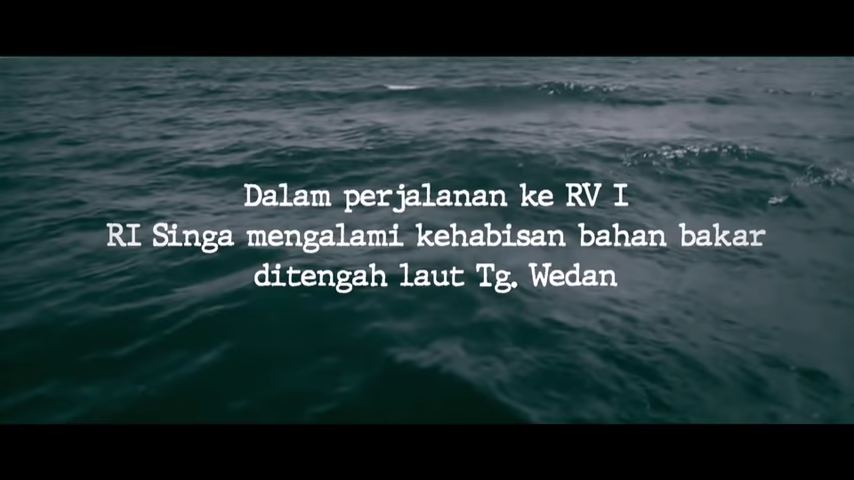 Dalam perjalanan ke RV I
RI Singa mengalami kehabisan bahan bakar
ditengah laut Tg. Wedan